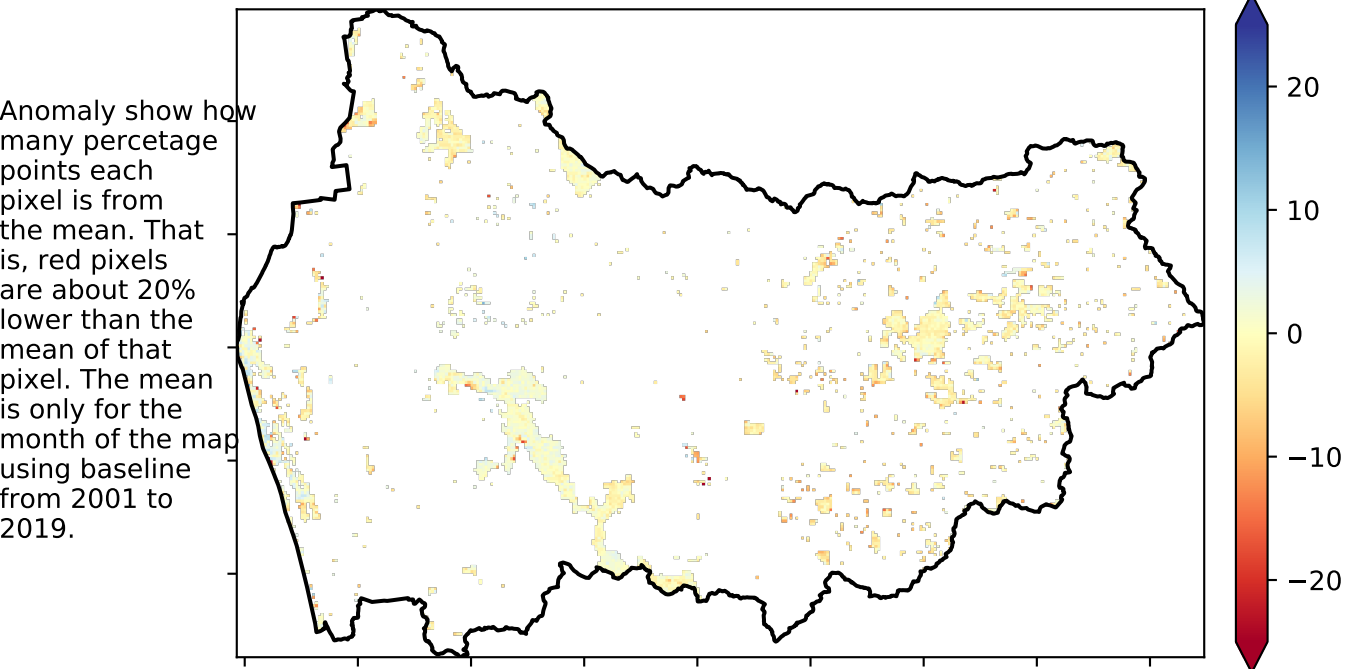 Anomaly show how
many percetage
points each
pixel is from
the mean. That
is, red pixels
are about 20%
lower than the
mean of that
pixel. The mean
is only for the
month of the map
using baseline
from 2001 to
2019.
20
10
0
−10
−20